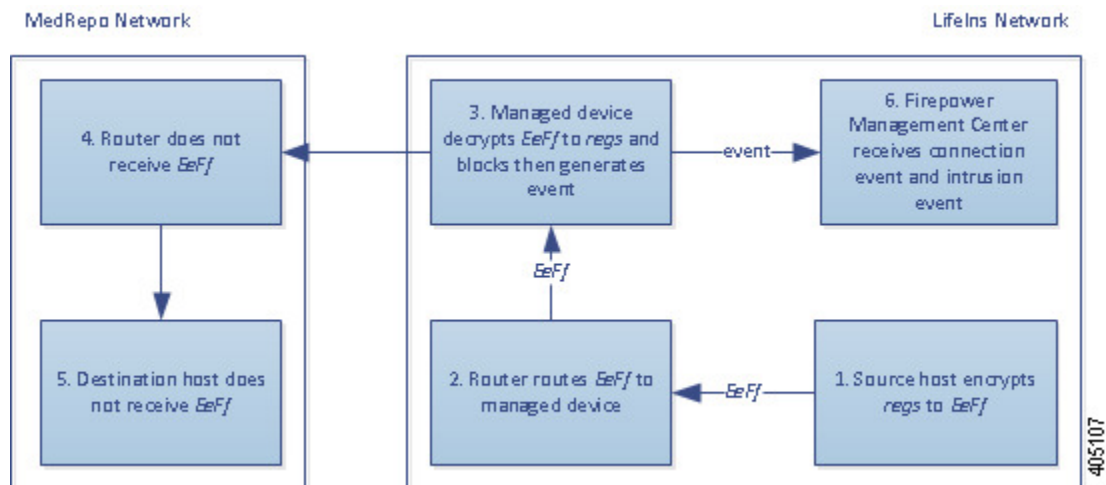 MedRepo Network
LifeIns Network
4. Router does not
receive EeFf
3. Managed device
decrypts EeFf to regs and
blocks then generates
event
event
6. Firepower
Management Center
receives connection
event and intrusion
event
EeFf
5. Destination host does
not receive EeFf
2. Router routes EeFf to
managed device
EeFf
1. Source host encrypts
regs to EeFf
405107